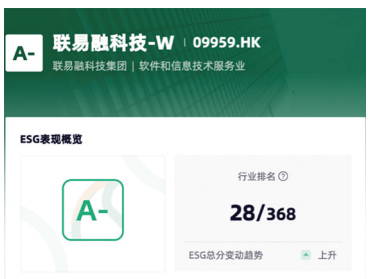 A-
联易融科技-W | 09959.HK
联易融科技集团 | 软件和信息技术服务业
ESG表现概览
A-
行业排名?
28/368
ESG总分变动趋势 上升